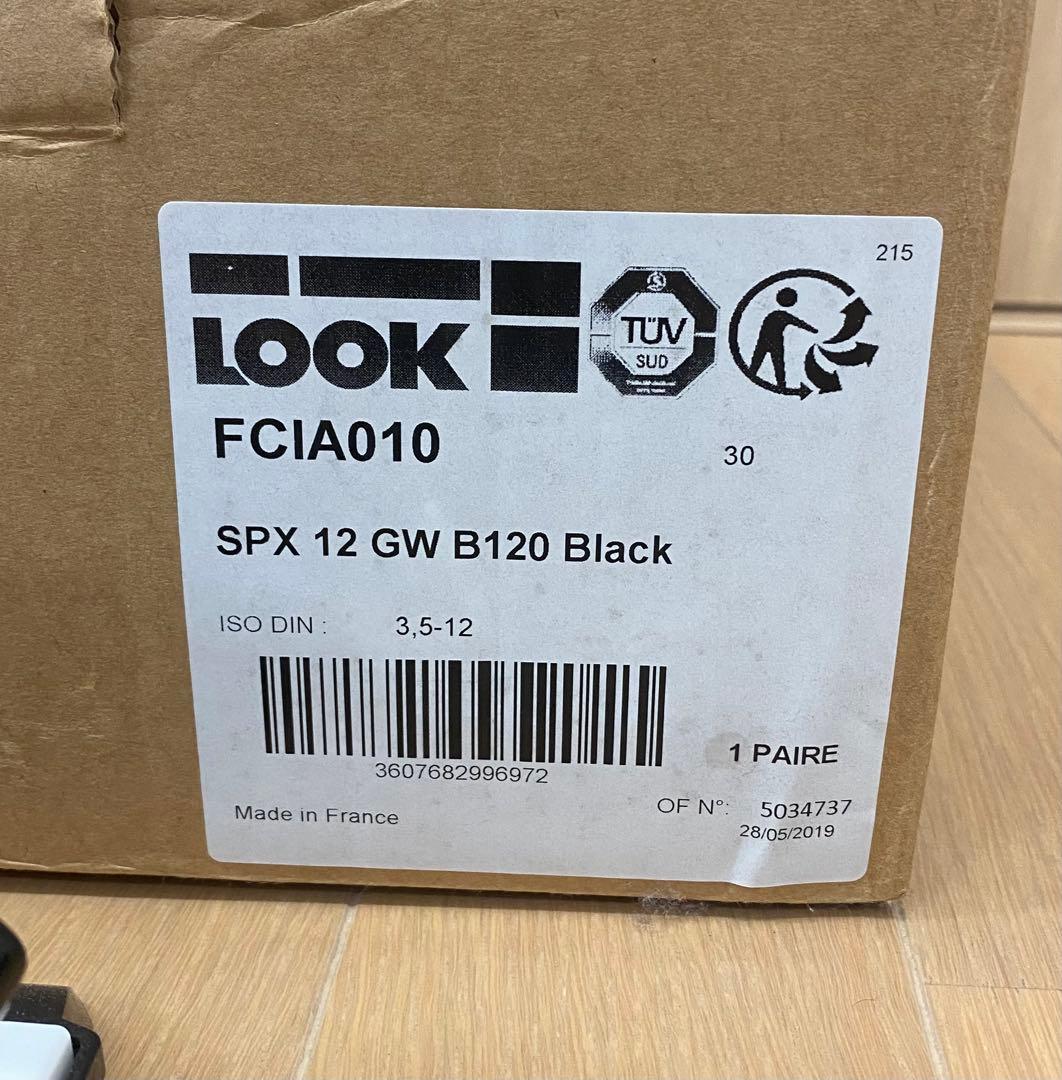 215
LOOK
TÜV
SUD
FCIA010
30
SPX 12 GW B120 Black
ISO DIN : 3,5-12
3607682996972
1 PAIRE
Made in France
OF N°: 5034737
28/05/2019